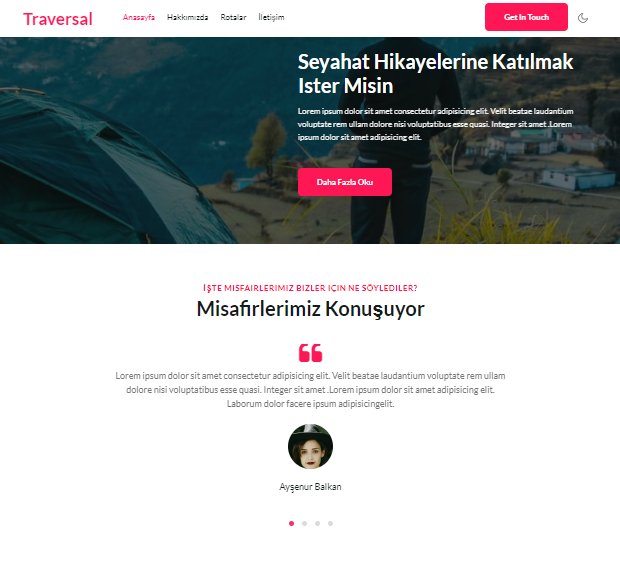 Traversal
Anasayfa Hakkımızda Rotalar İletişim
Get In Touch
Seyahat Hikayelerine Katılmak
Ister Misin
Lorem ipsum dolor sit amet consectetur adipisicing elit. Velit beatae laudantium
voluptate rem ullam dolore nisi voluptatibus esse quasi. Integer sit amet .Lorem
ipsum dolor sit amet adipisicing elit.
Daha Fazla Oku
İŞTE MISFAIRLERIMIZ BIZLER IÇIN NE SÖYLEDILER?
Misafirlerimiz Konuşuyor
Lorem ipsum dolor sit amet consectetur adipisicing elit. Velit beatae laudantium voluptate rem ullam
dolore nisi voluptatibus esse quasi. Integer sit amet .Lorem ipsum dolor sit amet adipisicing elit.
Laborum dolor facere ipsum adipisicingelit.
Ayşenur Balkan